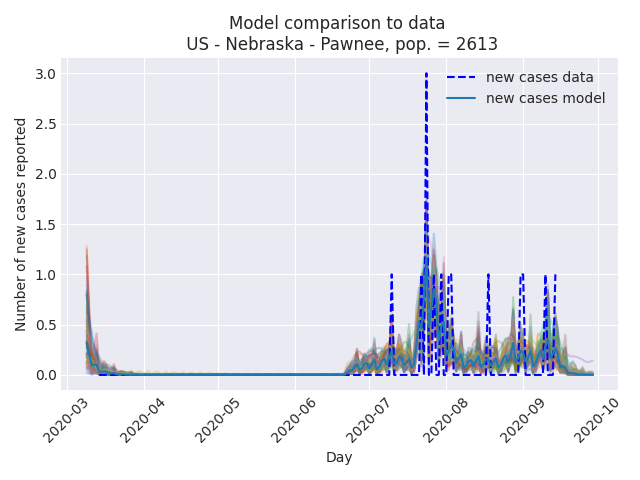 Model comparison to data
US - Nebraska - Pawnee, pop. = 2613
new cases data
new cases model
Number of new cases reported
3.0
2.5
2.0
1.5
1.0
0.5
0.0
2020-03
2020-04
2020-05
2020-06
2020-07
2020-08
2020-09
2020-10
Day